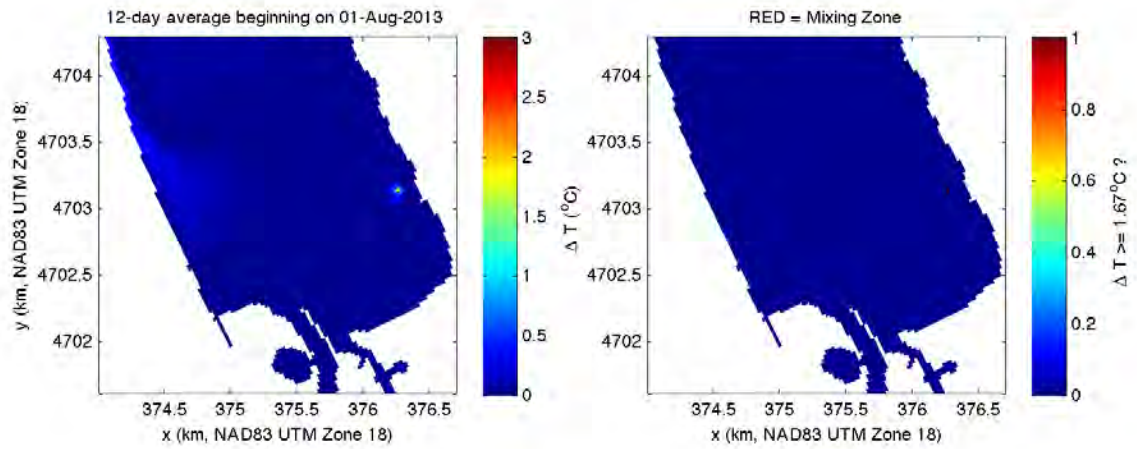 12-day average beginning on 01-Aug-2013
4704
4703.5
4703
4702.5
4702
y (km, NAD83 UTM Zone 18)
374.5 375 375.5 376 376.5
x (km, NAD83 UTM Zone 18)
3
2.5
2
1.5
1
0.5
0
Δ T (°C)
RED = Mixing Zone
4704
4703.5
4703
4702.5
4702
374.5 375 375.5 376 376.5
x (km, NAD83 UTM Zone 18)
1
0.8
0.6
0.4
0.2
0
Δ T >= 1.67°C ?